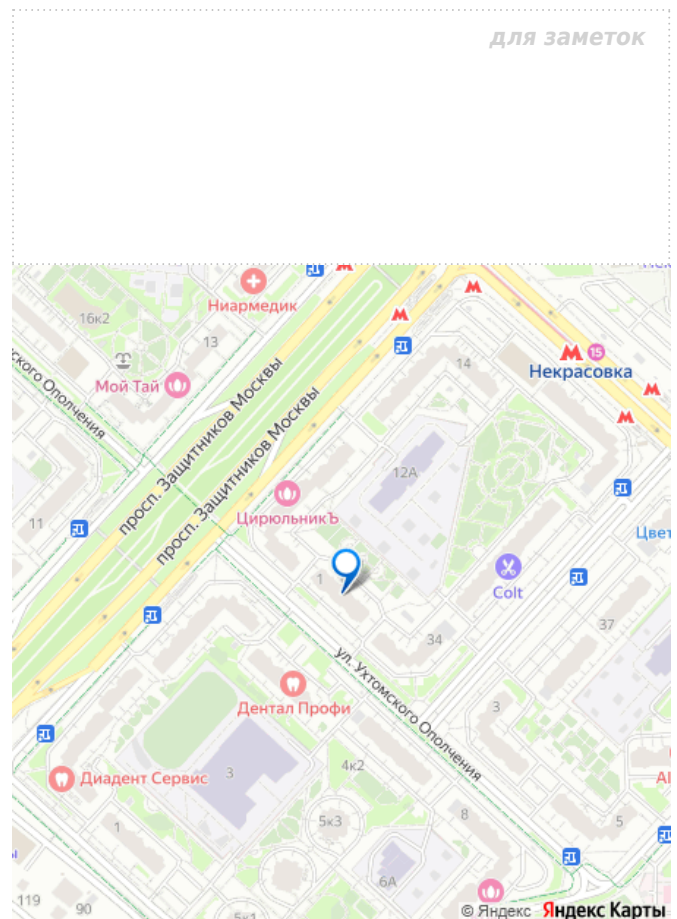 для заметок
Ниармедик
16к2
13
Мой Тай
ского Ополчения
просп. Защитников Москвы
просп. Защитников Москвы
14
15
Некрасовка
12А
11
ЦирюльникЪ
Цвет
1
Colt
34
37
ул. Ухтомского Ополчения
Дентал Профи
3
4к2
Диадент Сервис
3
1
5к3
8
5
6А
119
90
5к1
© Яндекс Яндекс Карты